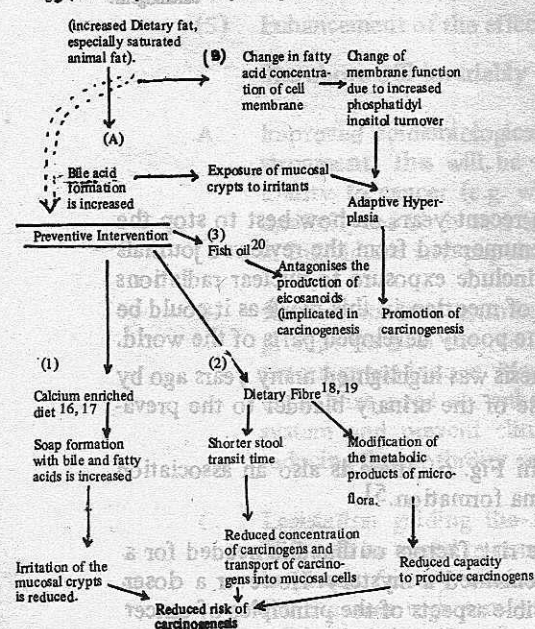 (increased Dietary fat,
especially saturated
animal fat).
(B)
Change in fatty
acid concentra-
tion of cell
membrane
Change of
membrane function
due to increased
phosphatidyl
inositol turnover
(A)
Bile acid
formation
is increased
Exposure of mucosal
crypts to irritants
Adaptive Hyper-
plasia
Preventive Intervention
(3)
Fish oil20
Antagonises the
production of
eicosanoids
(implicated in
carcinogenesis
Promotion of
carcinogenesis
(1)
Calcium enriched
diet 16,17
(2)
Dietary Fibre 18, 19
Soap formation
with bile and fatty
acids is increased
Shorter stool
transit time
Modification of
the metabolic
products of micro-
flora.
Irritation of the
mucosal crypts
is reduced.
Reduced concentration
of carcinogens and
transport of carcino-
gens into mucosal cells
Reduced capacity
to produce carcinogens
Reduced risk of
carcinogenesis